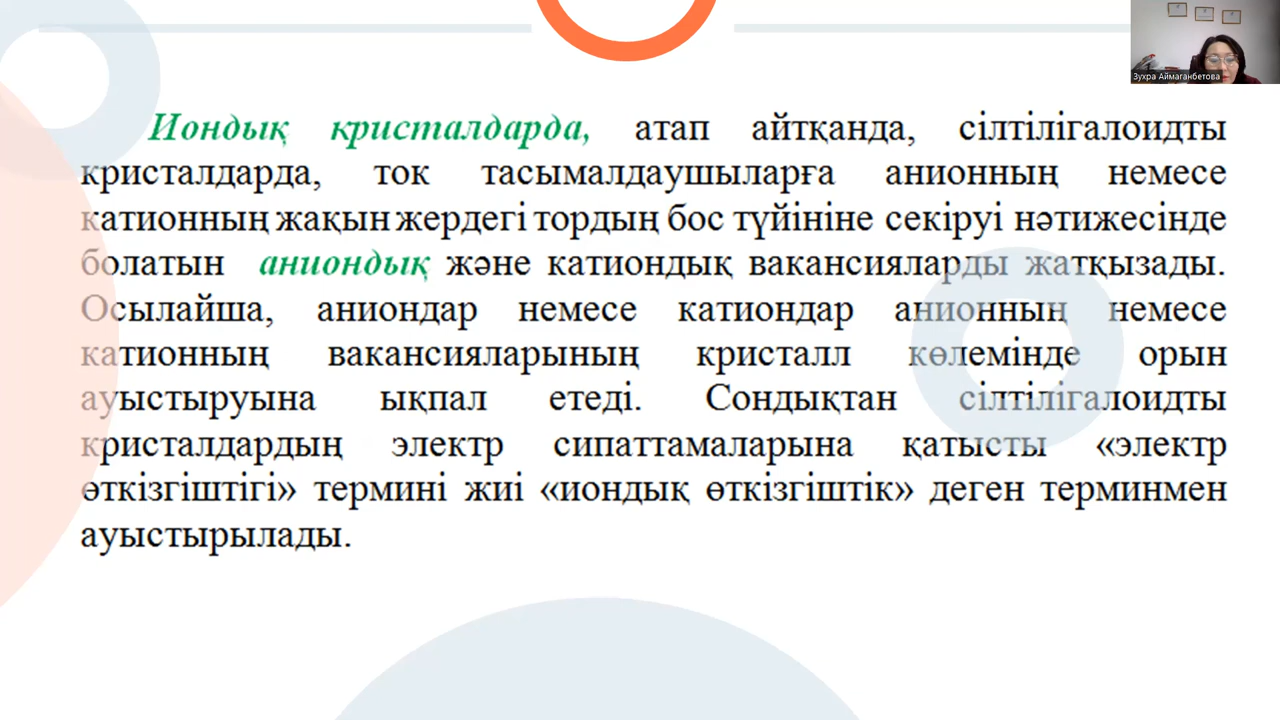 Зухра Аймаганбетова
Иондық кристалдарда, атап айтқанда, сілтілігалоидты
кристалдарда, ток тасымалдаушыларға анионның немесе
катионның жақын жердегі тордың бос түйініне секіруі нәтижесінде
болатын аниондық және катиондық вакансияларды жатқызады.
Осылайша, аниондар немесе катиондар анионның немесе
катионның вакансияларының кристалл көлемінде орын
ауыстыруына ықпал етеді. Сондықтан сілтілігалоидты
кристалдардың электр сипаттамаларына қатысты «электр
өткізгіштігі» термині жиі «иондық өткізгіштік» деген терминмен
ауыстырылады.